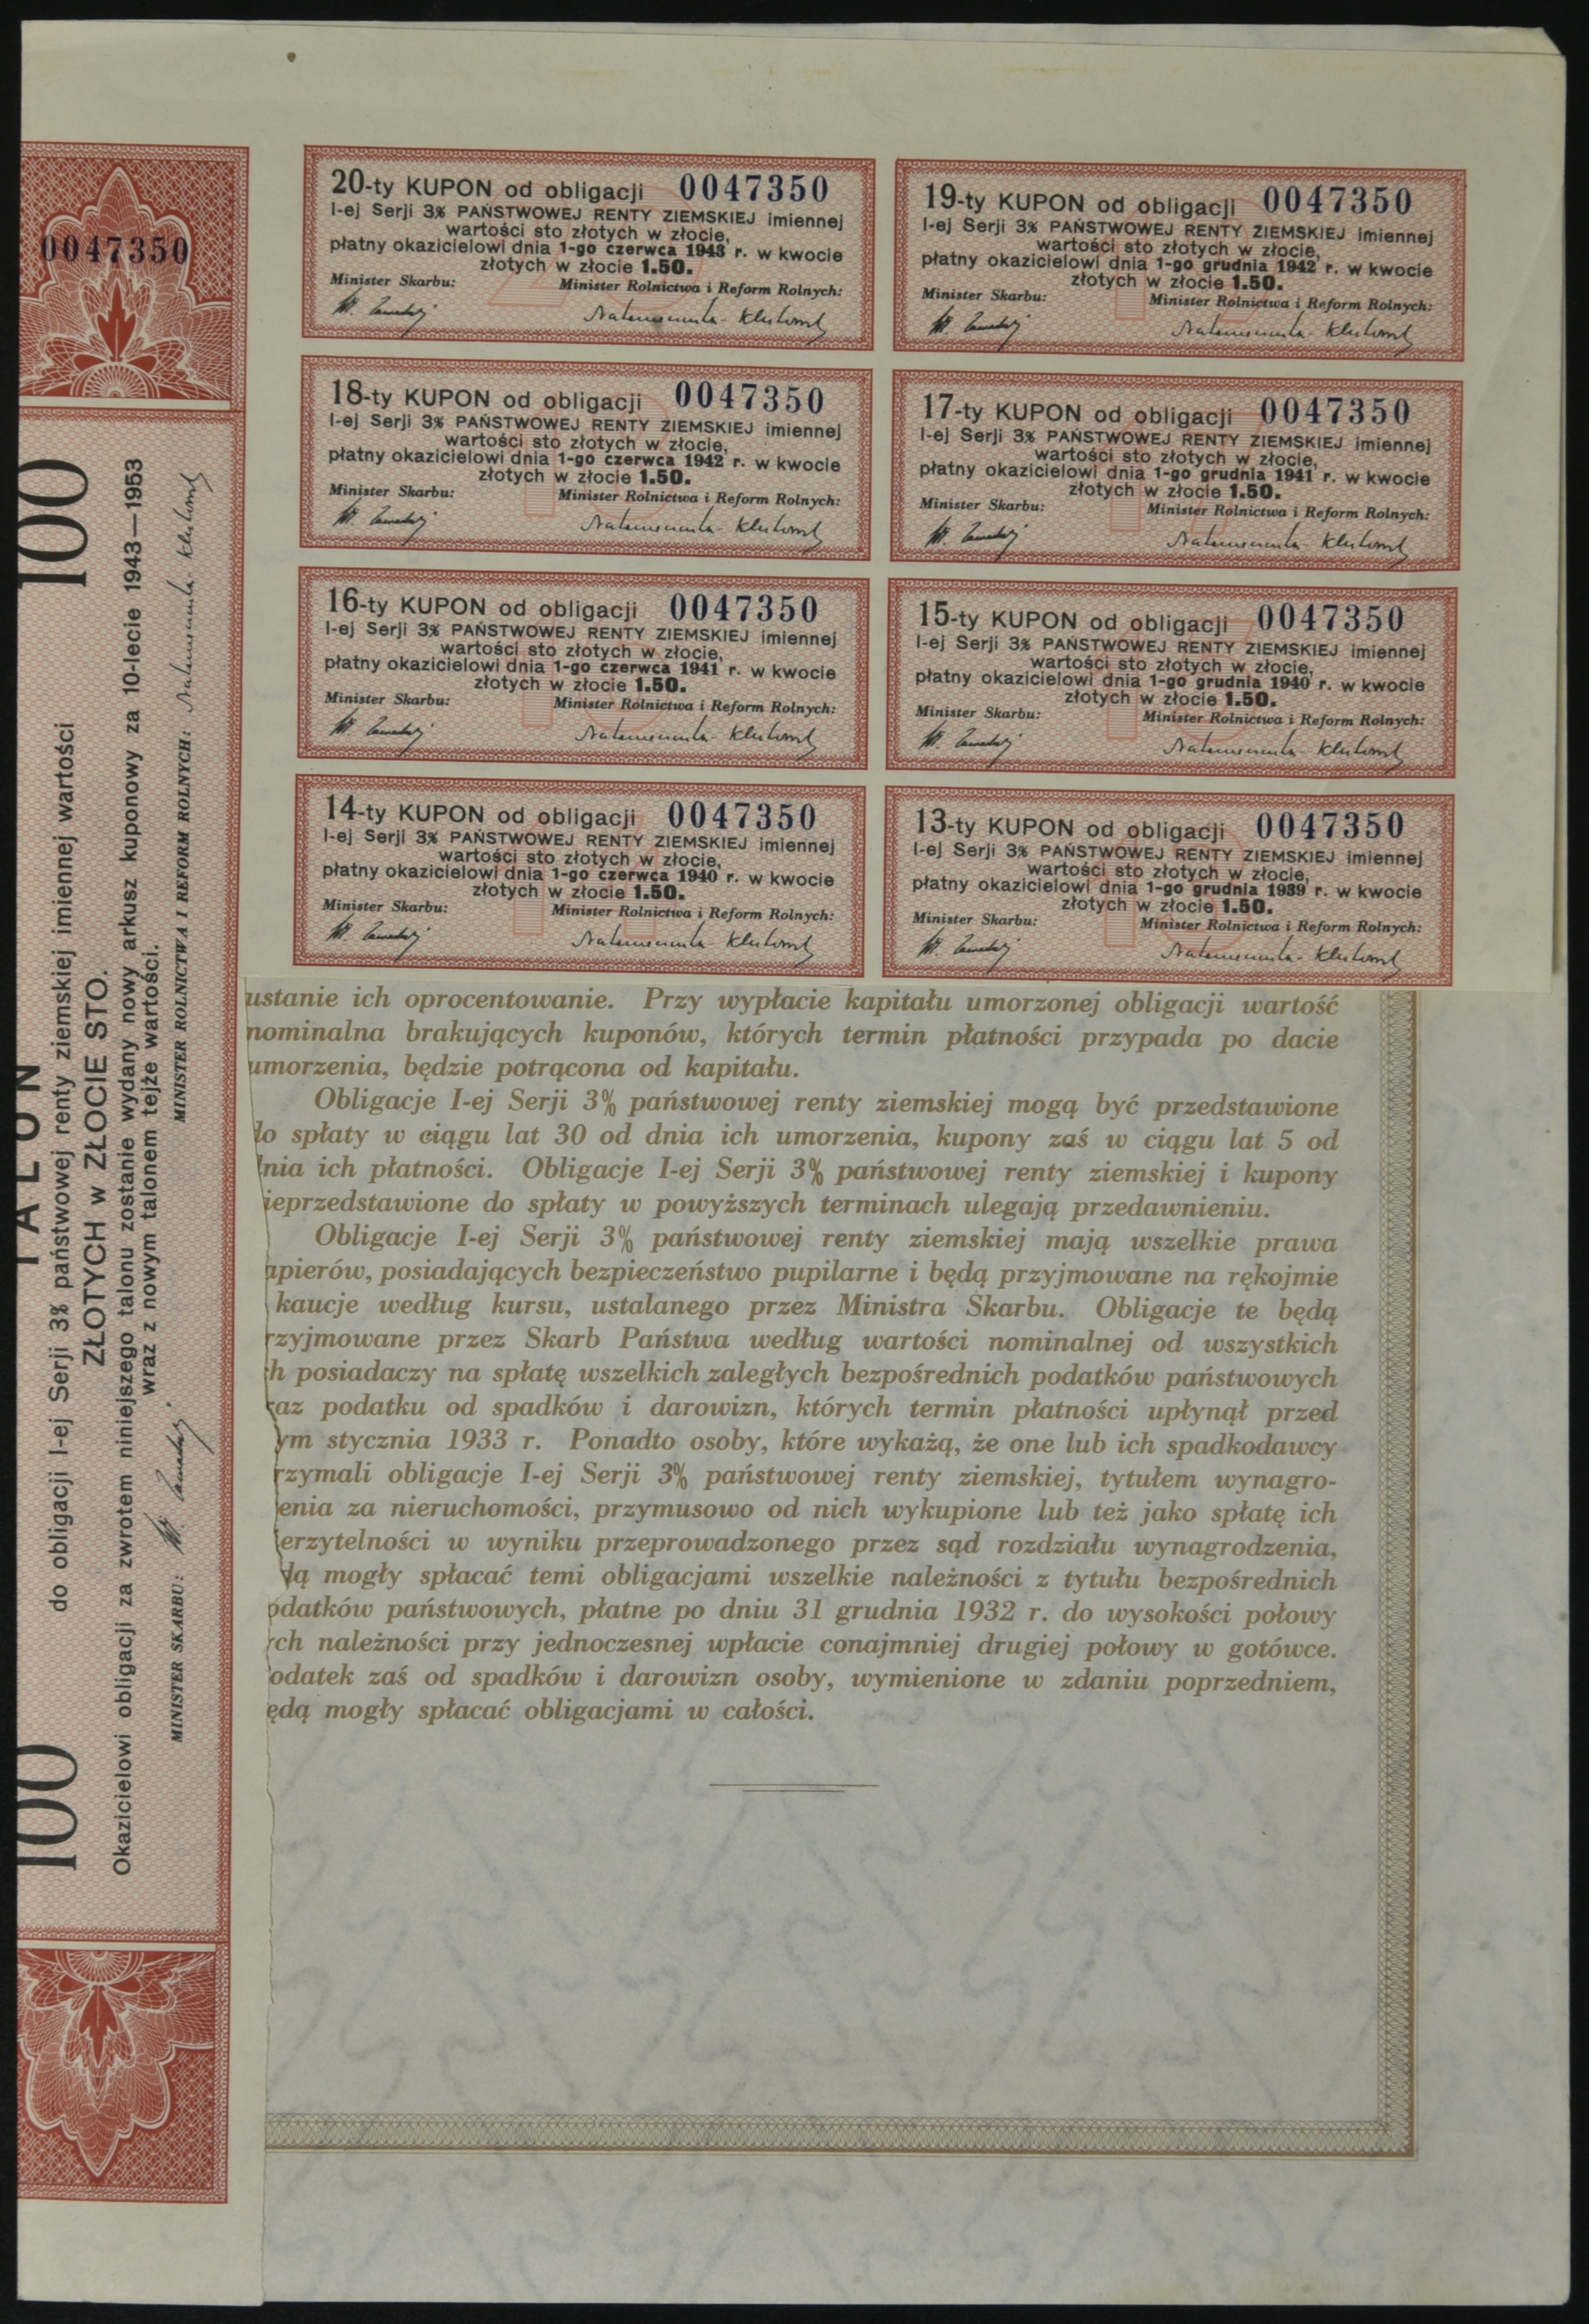 0047350
100
100
TALON
do obligacji I-ej Serji 3% państwowej renty ziemskiej imiennej wartości
ZŁOTYCH w ZŁOCIE STO.
Okazicielowi obligacji za zwrotem niniejszego talonu zostanie wydany nowy arkusz kuponowy za 10-lecie 1943—1953
wraz z nowym talonem tejże wartości.
MINISTER SKARBU:
MINISTER ROLNICTWA I REFORM ROLNYCH:
20-ty KUPON od obligacji 0047350
I-ej Serji 3% PAŃSTWOWEJ RENTY ZIEMSKIEJ imiennej
wartości sto złotych w złocie,
płatny okazicielowi dnia 1-go czerwca 1943 r. w kwocie
złotych w złocie 1.50.
Minister Skarbu: Minister Rolnictwa i Reform Rolnych:
19-ty KUPON od obligacji 0047350
I-ej Serji 3% PAŃSTWOWEJ RENTY ZIEMSKIEJ imiennej
wartości sto złotych w złocie,
płatny okazicielowi dnia 1-go grudnia 1942 r. w kwocie
złotych w złocie 1.50.
Minister Skarbu: Minister Rolnictwa i Reform Rolnych:
18-ty KUPON od obligacji 0047350
I-ej Serji 3% PAŃSTWOWEJ RENTY ZIEMSKIEJ imiennej
wartości sto złotych w złocie,
płatny okazicielowi dnia 1-go czerwca 1942 r. w kwocie
złotych w złocie 1.50.
Minister Skarbu: Minister Rolnictwa i Reform Rolnych:
17-ty KUPON od obligacji 0047350
I-ej Serji 3% PAŃSTWOWEJ RENTY ZIEMSKIEJ imiennej
wartości sto złotych w złocie,
płatny okazicielowi dnia 1-go grudnia 1941 r. w kwocie
złotych w złocie 1.50.
Minister Skarbu: Minister Rolnictwa i Reform Rolnych:
16-ty KUPON od obligacji 0047350
I-ej Serji 3% PAŃSTWOWEJ RENTY ZIEMSKIEJ imiennej
wartości sto złotych w złocie,
płatny okazicielowi dnia 1-go czerwca 1941 r. w kwocie
złotych w złocie 1.50.
Minister Skarbu: Minister Rolnictwa i Reform Rolnych:
15-ty KUPON od obligacji 0047350
I-ej Serji 3% PAŃSTWOWEJ RENTY ZIEMSKIEJ imiennej
wartości sto złotych w złocie,
płatny okazicielowi dnia 1-go grudnia 1940 r. w kwocie
złotych w złocie 1.50.
Minister Skarbu: Minister Rolnictwa i Reform Rolnych:
14-ty KUPON od obligacji 0047350
I-ej Serji 3% PAŃSTWOWEJ RENTY ZIEMSKIEJ imiennej
wartości sto złotych w złocie,
płatny okazicielowi dnia 1-go czerwca 1940 r. w kwocie
złotych w złocie 1.50.
Minister Skarbu: Minister Rolnictwa i Reform Rolnych:
13-ty KUPON od obligacji 0047350
I-ej Serji 3% PAŃSTWOWEJ RENTY ZIEMSKIEJ imiennej
wartości sto złotych w złocie,
płatny okazicielowi dnia 1-go grudnia 1939 r. w kwocie
złotych w złocie 1.50.
Minister Skarbu: Minister Rolnictwa i Reform Rolnych:
ustanie ich oprocentowanie. Przy wypłacie kapitału umorzonej obligacji wartość
nominalna brakujących kuponów, których termin płatności przypada po dacie
umorzenia, będzie potrącona od kapitału.
Obligacje I-ej Serji 3% państwowej renty ziemskiej mogą być przedstawione
do spłaty w ciągu lat 30 od dnia ich umorzenia, kupony zaś w ciągu lat 5 od
nia ich płatności. Obligacje I-ej Serji 3% państwowej renty ziemskiej i kupony
ieprzedstawione do spłaty w powyższych terminach ulegają przedawnieniu.
Obligacje I-ej Serji 3% państwowej renty ziemskiej mają wszelkie prawa
apierów, posiadających bezpieczeństwo pupilarne i będą przyjmowane na rękojmie
kaucje według kursu, ustalanego przez Ministra Skarbu. Obligacje te będą
rzyjmowane przez Skarb Państwa według wartości nominalnej od wszystkich
h posiadaczy na spłatę wszelkich zaległych bezpośrednich podatków państwowych
raz podatku od spadków i darowizn, których termin płatności upłynął przed
ym stycznia 1933 r. Ponadto osoby, które wykażą, że one lub ich spadkodawcy
rzymali obligacje I-ej Serji 3% państwowej renty ziemskiej, tytułem wynagro-
enia za nieruchomości, przymusowo od nich wykupione lub też jako spłatę ich
erzytelności w wyniku przeprowadzonego przez sąd rozdziału wynagrodzenia,
dą mogły spłacać temi obligacjami wszelkie należności z tytułu bezpośrednich
odatków państwowych, płatne po dniu 31 grudnia 1932 r. do wysokości połowy
ch należności przy jednoczesnej wpłacie conajmniej drugiej połowy w gotówce.
odatek zaś od spadków i darowizn osoby, wymienione w zdaniu poprzedniem,
ędą mogły spłacać obligacjami w całości.